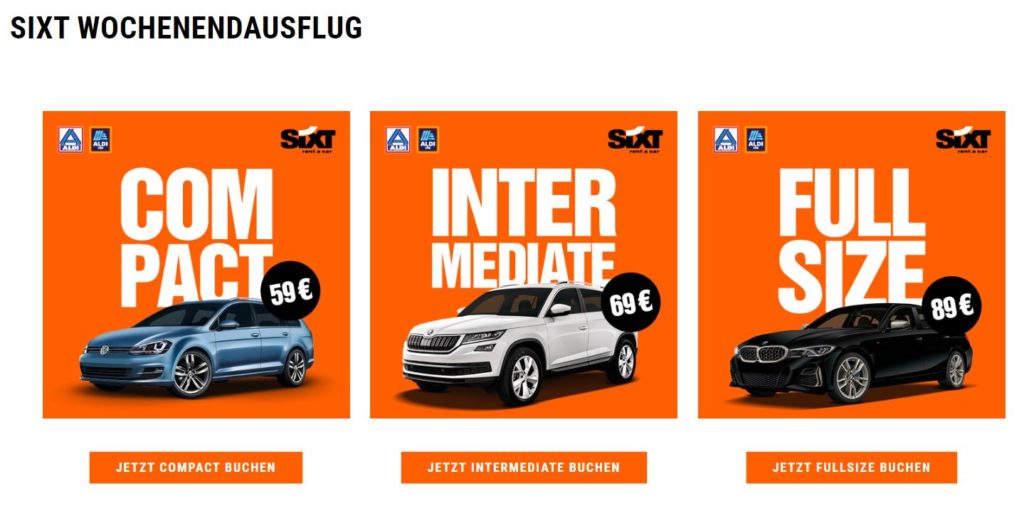 SIXT WOCHENENDAUSFLUG
ALDI
ALDI
SIXT
rent a car
COM
PACT
59 €
JETZT COMPACT BUCHEN
ALDI
ALDI
SIXT
rent a car
INTER
MEDIATE
69 €
JETZT INTERMEDIATE BUCHEN
ALDI
ALDI
SIXT
rent a car
FULL
SIZE
89 €
JETZT FULLSIZE BUCHEN